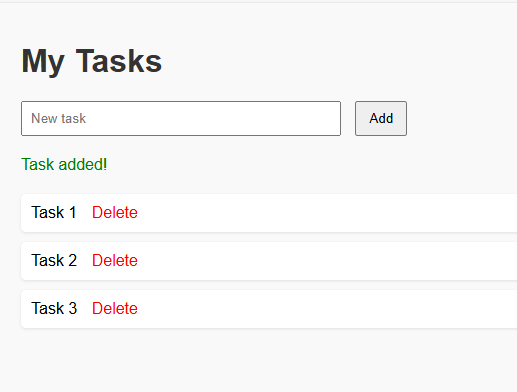 My Tasks
New task Add
Task added!
Task 1 Delete
Task 2 Delete
Task 3 Delete